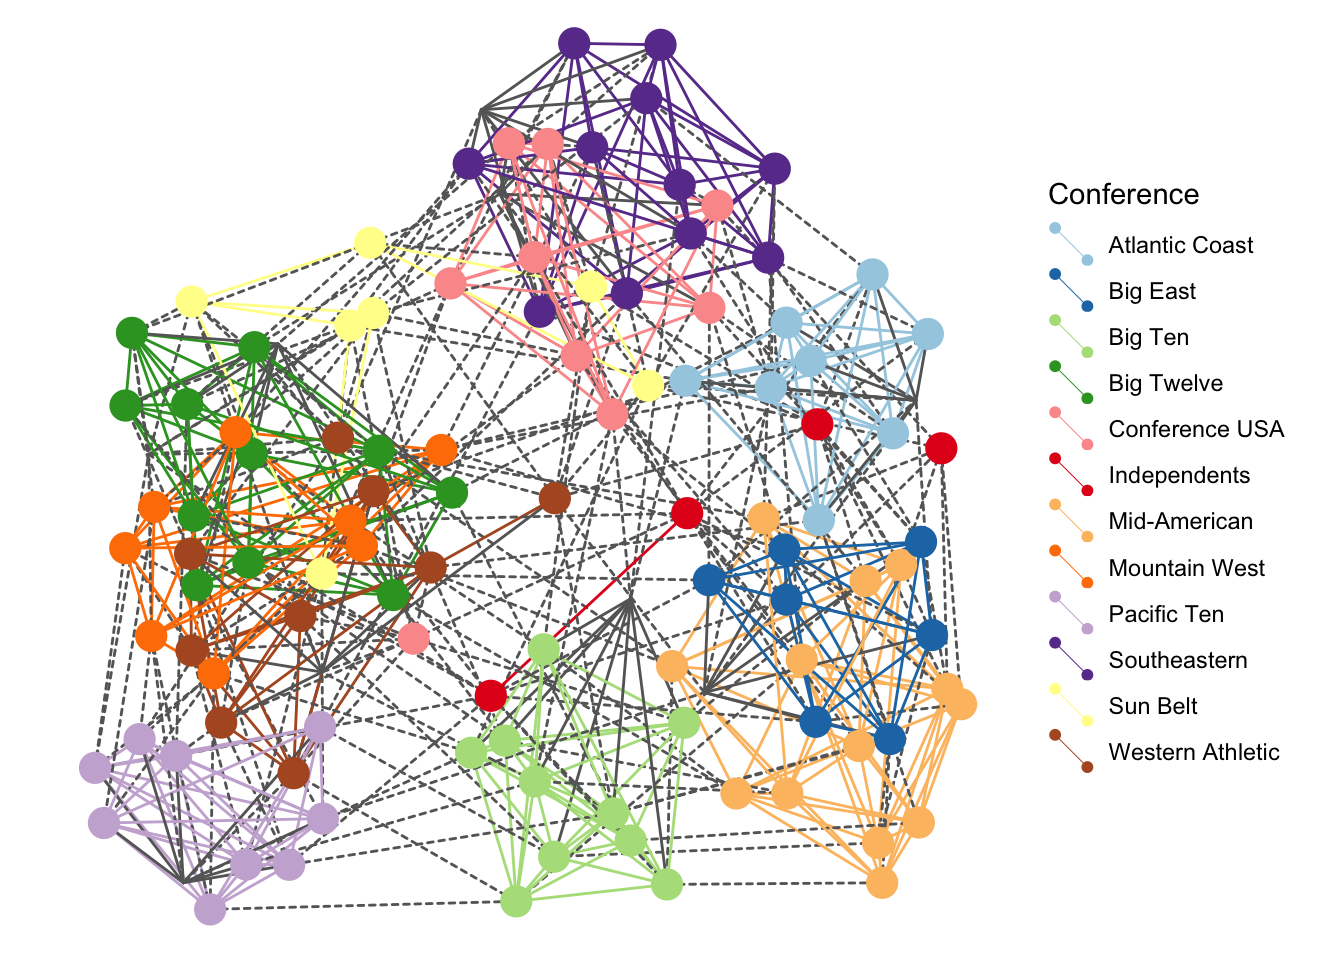 Conference
Atlantic Coast
Big East
Big Ten
Big Twelve
Conference USA
Independents
Mid-American
Mountain West
Pacific Ten
Southeastern
Sun Belt
Western Athletic